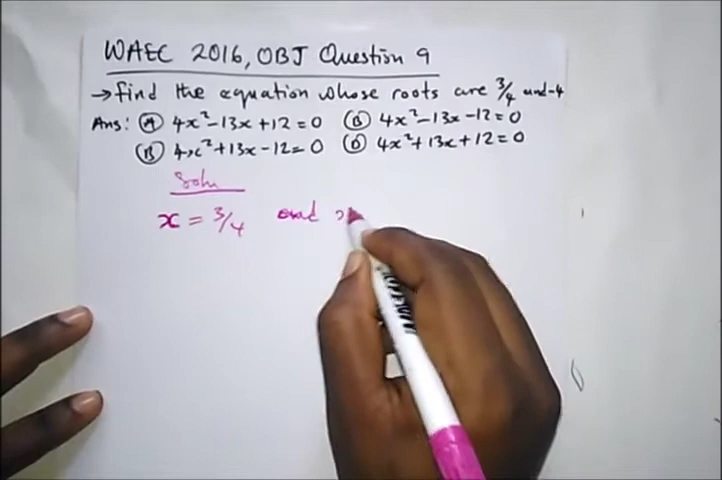 WAEC 2016, OBJ Question 9
→ find the equation whose roots are 3/4 and -4
Ans: (A) 4x² - 13x + 12 = 0 (B) 4x² - 13x - 12 = 0
(B) 4x² + 13x - 12 = 0 (D) 4x² + 13x + 12 = 0
Soln
x = 3/4 and x